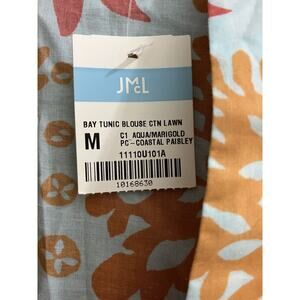 JMcL
BAY TUNIC BLOUSE CTN LAWN
M
C1 AQUA/MARIGOLD
PC-COASTAL PAISLEY
11110U101A
10168630